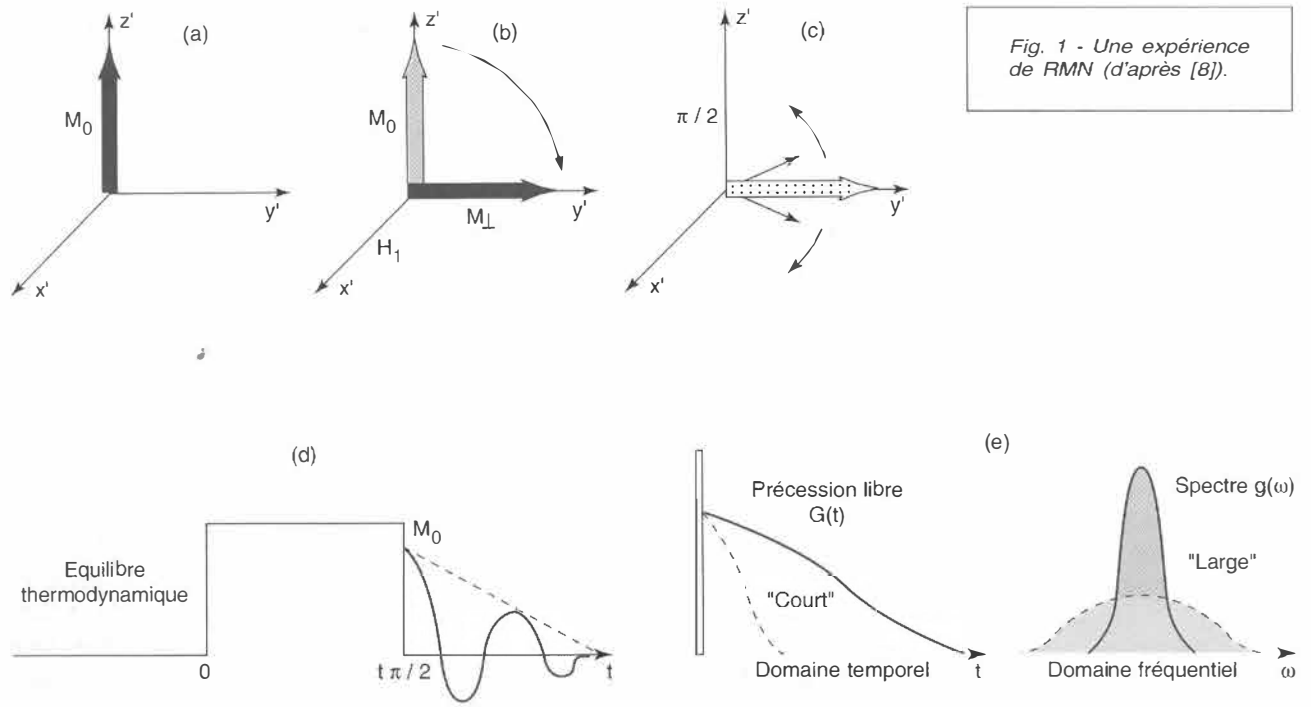 z'
(a)
M0
y'
x'
z'
(b)
M0
y'
M⊥
H1
x'
(c)
z'
π / 2
y'
x'
Fig. 1 - Une expérience
de RMN (d'après [8]).
(d)
M0
Equilibre
thermodynamique
0
t π / 2
t
(e)
Précession libre
G(t)
"Court"
Domaine temporel
t
Spectre g(ω)
"Large"
Domaine fréquentiel
ω